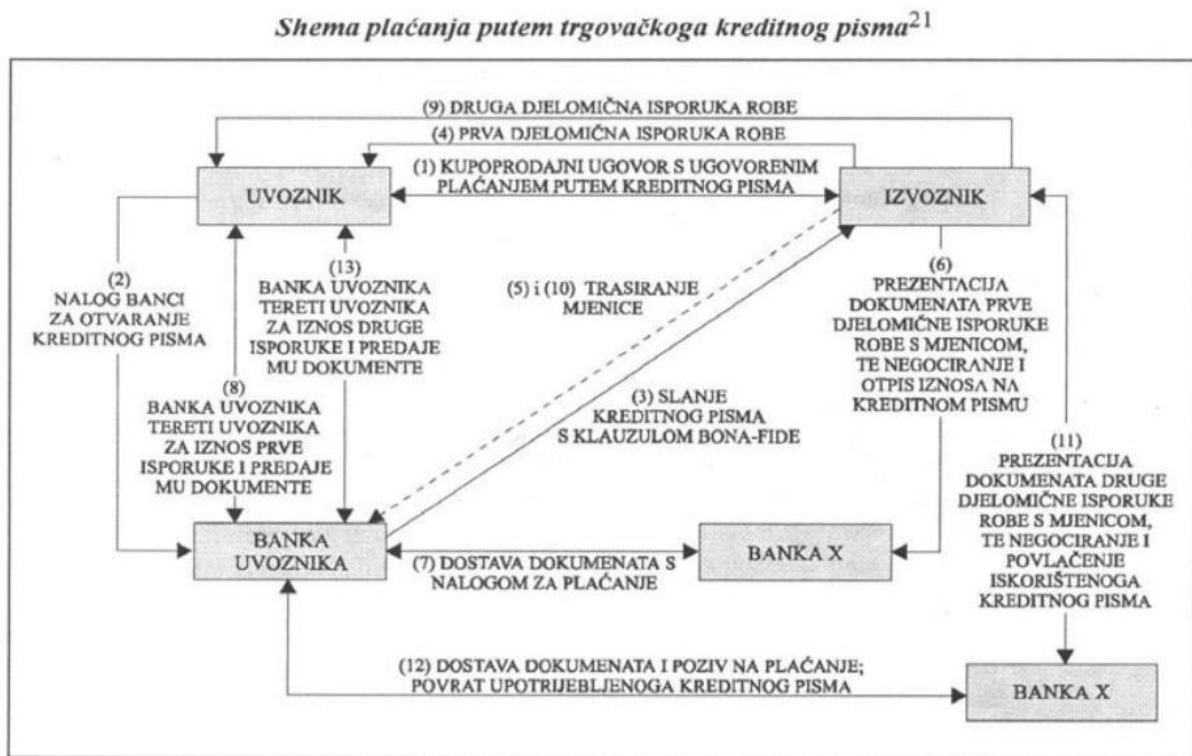 Shema plaćanja putem trgovačkoga kreditnog pisma21
(9) DRUGA DJELOMIČNA ISPORUKA ROBE
(4) PRVA DJELOMIČNA ISPORUKA ROBE
(1) KUPOPRODAJNI UGOVOR S UGOVORENIM
PLAĆANJEM PUTEM KREDITNOG PISMA
UVOZNIK
IZVOZNIK
(2)
NALOG BANCI
ZA OTVARANJE
KREDITNOG PISMA
(13)
BANKA UVOZNIKA
TERETI UVOZNIKA
ZA IZNOS DRUGE
ISPORUKE I PREDAJE
MU DOKUMENTE
(8)
BANKA UVOZNIKA
TERETI UVOZNIKA
ZA IZNOS PRVE
ISPORUKE I PREDAJE
MU DOKUMENTE
(5) i (10) TRASIRANJE
MJENICE
(3) SLANJE
KREDITNOG PISMA
S KLAUZULOM BONA-FIDE
(6)
PREZENTACIJA
DOKUMENATA PRVE
DJELOMIČNE ISPORUKE
ROBE S MJENICOM,
TE NEGOCIRANJE I
OTPIS IZNOSA NA
KREDITNOM PISMU
(11)
PREZENTACIJA
DOKUMENATA DRUGE
DJELOMIČNE ISPORUKE
ROBE S MJENICOM,
TE NEGOCIRANJE I
POVLAČENJE
ISKORIŠTENOGA
KREDITNOG PISMA
BANKA
UVOZNIKA
(7) DOSTAVA DOKUMENATA S
NALOGOM ZA PLAĆANJE
BANKA X
(12) DOSTAVA DOKUMENATA I POZIV NA PLAĆANJE;
POVRAT UPOTRIJEBLJENOGA KREDITNOG PISMA
BANKA X